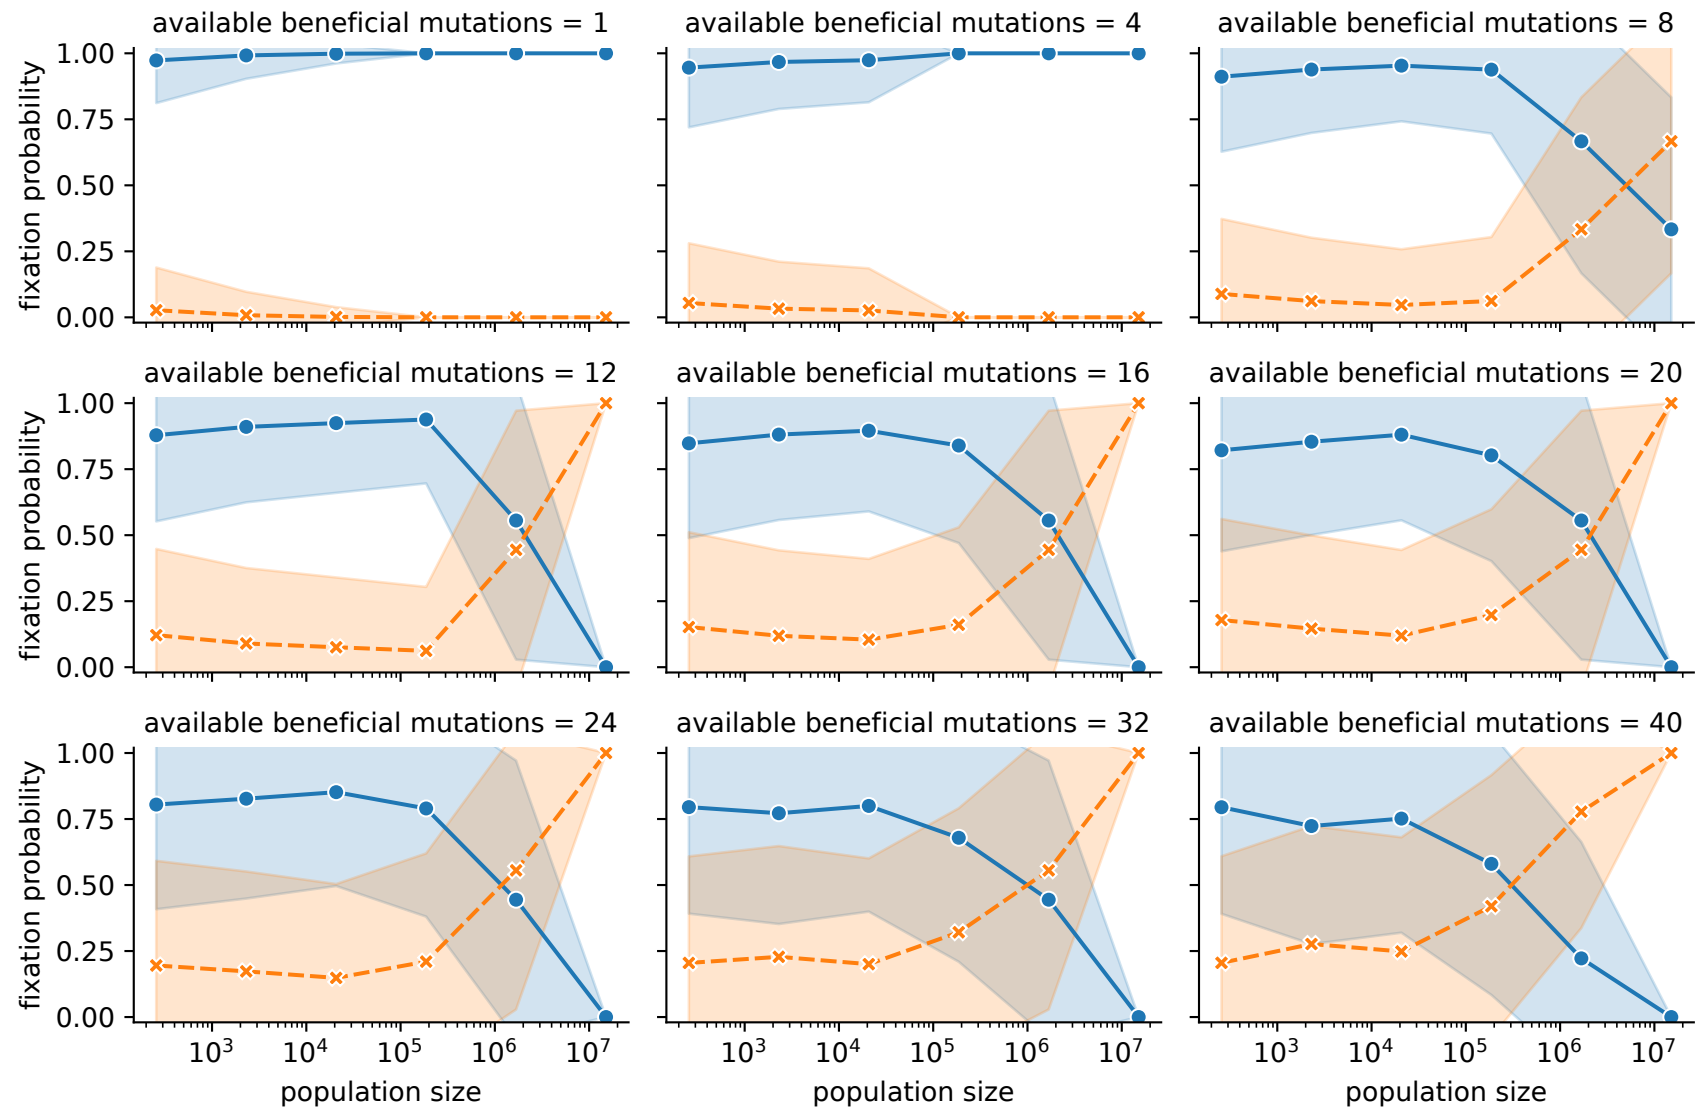 available beneficial mutations = 1
available beneficial mutations = 4
available beneficial mutations = 8
fixation probability
1.00
0.75
0.50
0.25
0.00
available beneficial mutations = 12
available beneficial mutations = 16
available beneficial mutations = 20
fixation probability
1.00
0.75
0.50
0.25
0.00
available beneficial mutations = 24
available beneficial mutations = 32
available beneficial mutations = 40
fixation probability
1.00
0.75
0.50
0.25
0.00
10³ 10⁴ 10⁵ 10⁶ 10⁷
10³ 10⁴ 10⁵ 10⁶ 10⁷
10³ 10⁴ 10⁵ 10⁶ 10⁷
population size
population size
population size